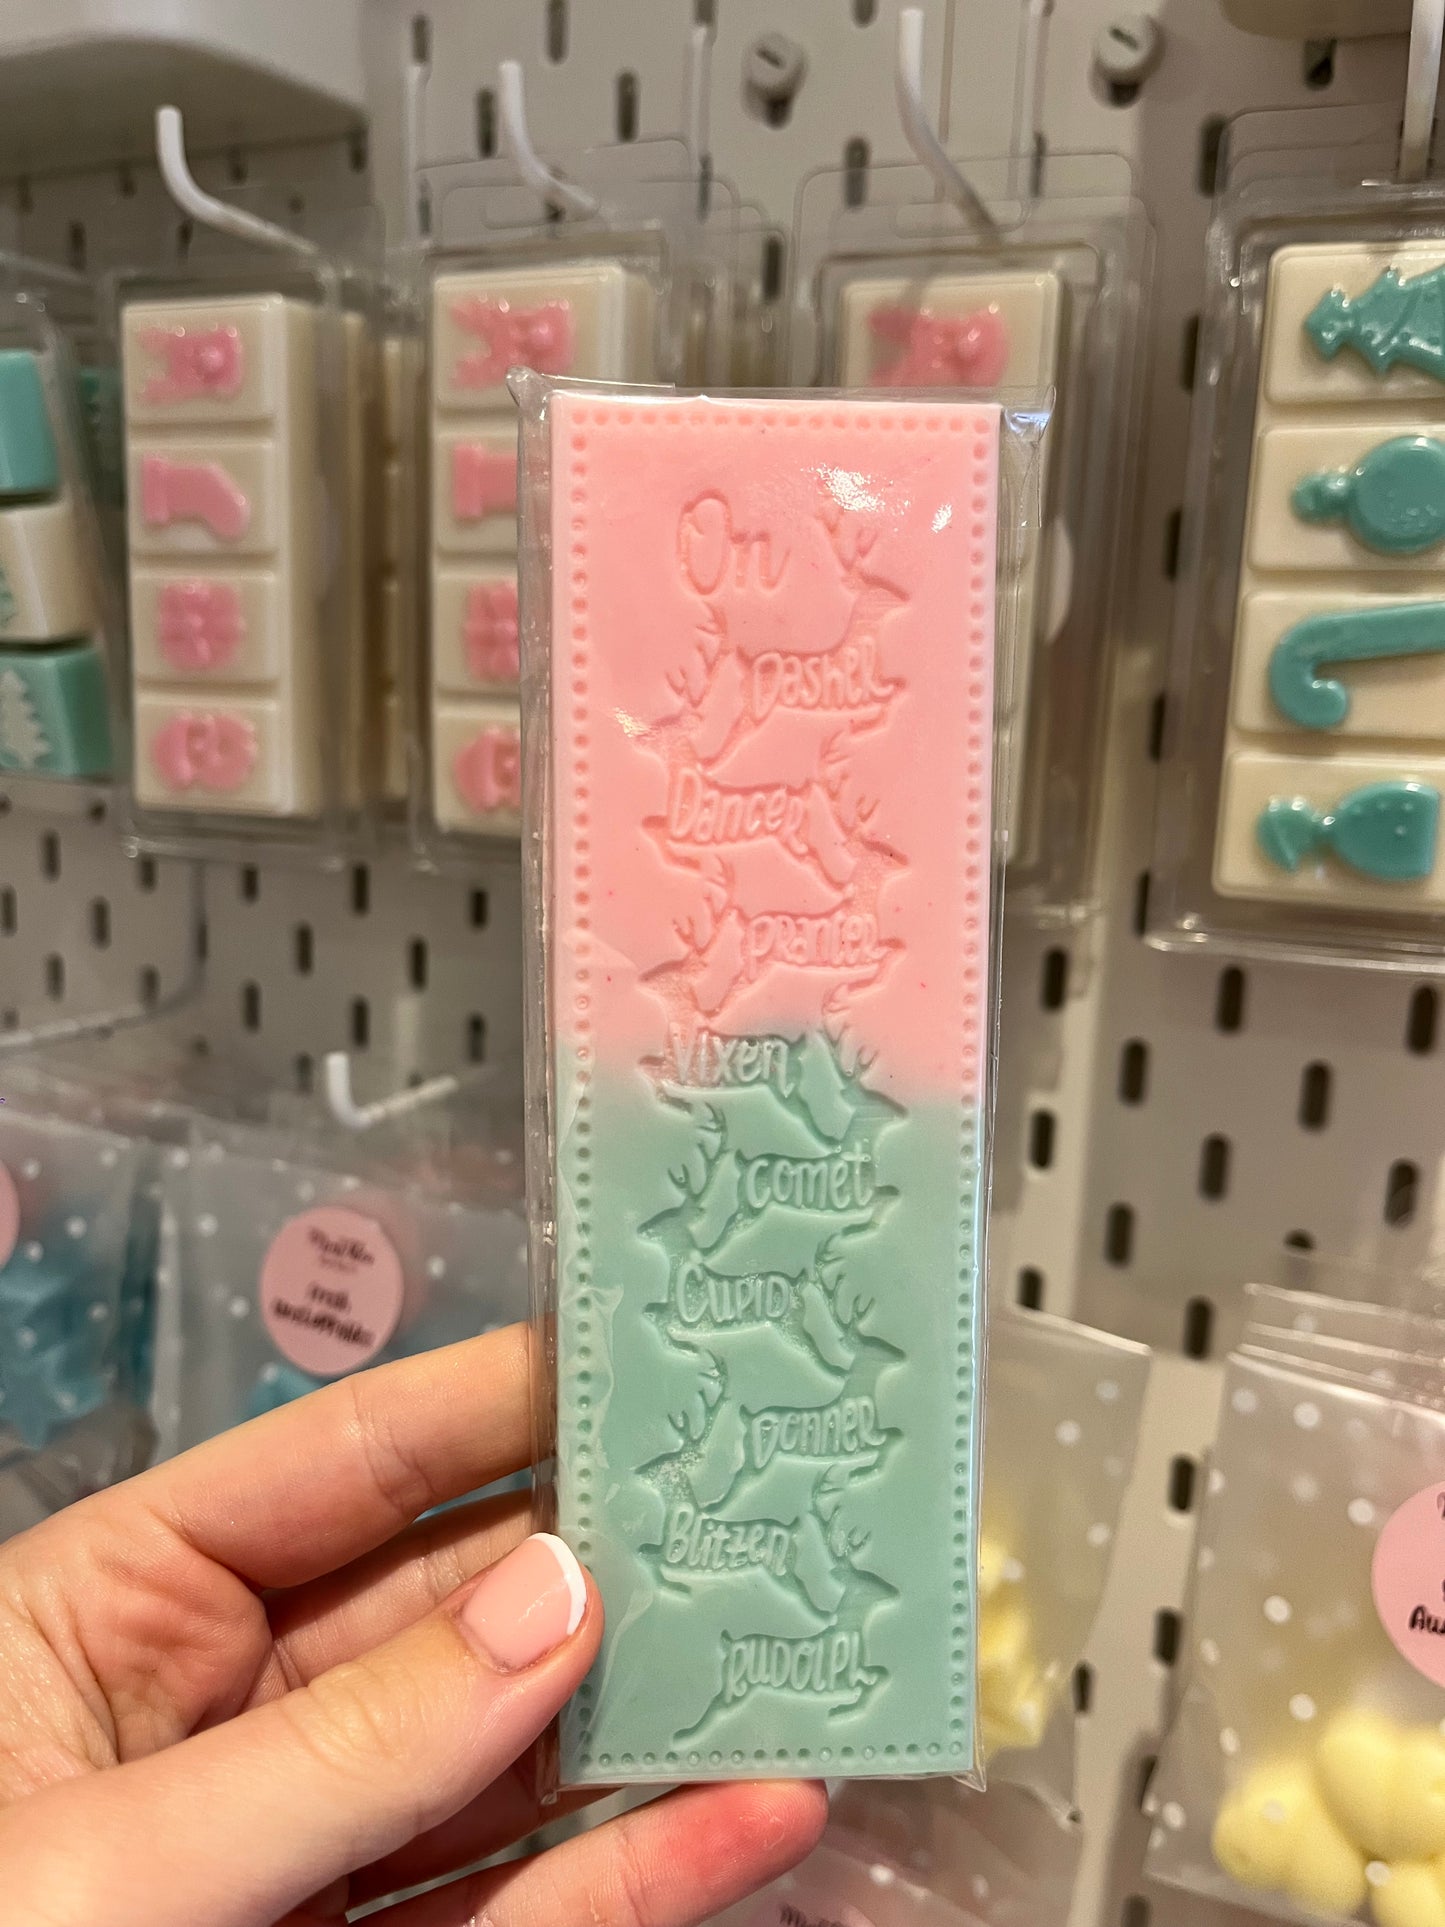 On
Dasher
Dancer
Prancer
Vixen
Comet
Cupid
Donner
Blitzen
Rudolph